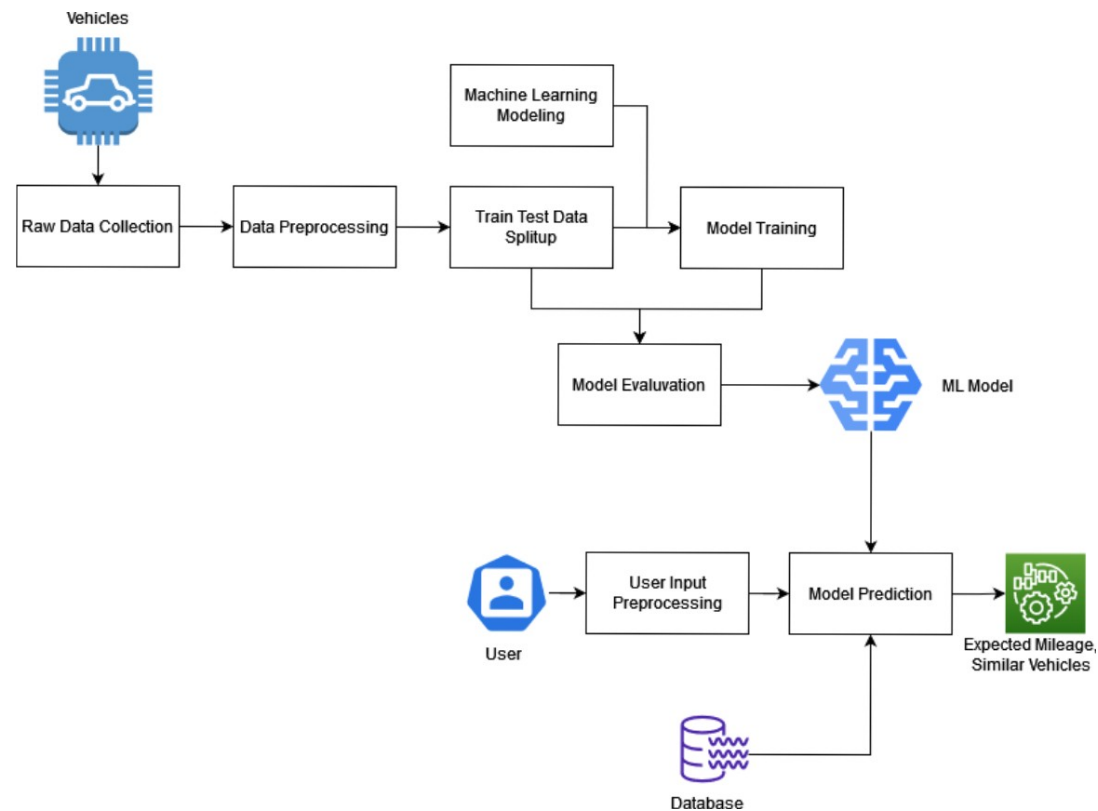 Vehicles
Machine Learning
Modeling
Raw Data Collection
Data Preprocessing
Train Test Data
Splitup
Model Training
Model Evaluvation
ML Model
User Input
Preprocessing
Model Prediction
User
Expected Mileage,
Similar Vehicles
Database